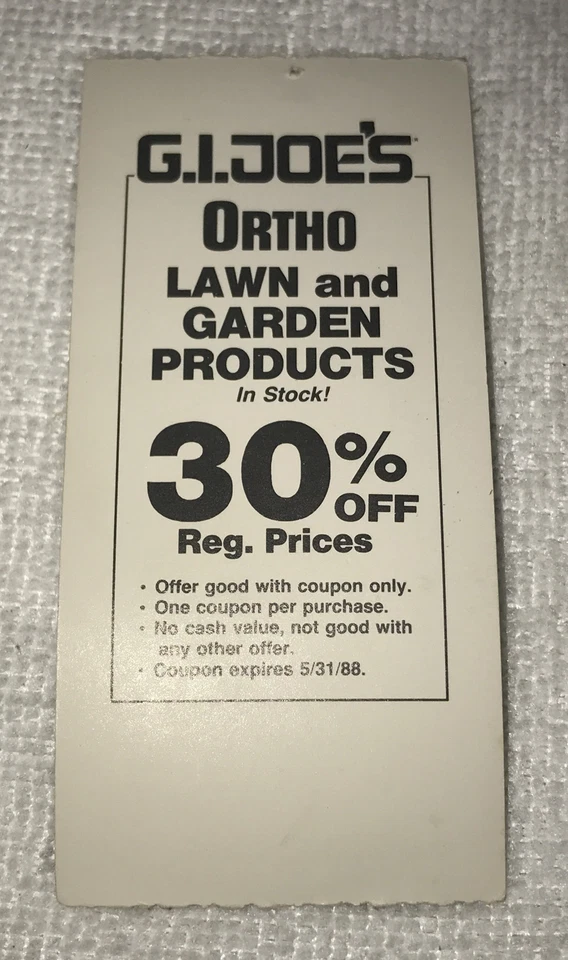 G.I.JOE'S
ORTHO
LAWN and
GARDEN
PRODUCTS
In Stock!
30%
OFF
Reg. Prices
• Offer good with coupon only.
• One coupon per purchase.
• No cash value, not good with
any other offer.
• Coupon expires 5/31/88.